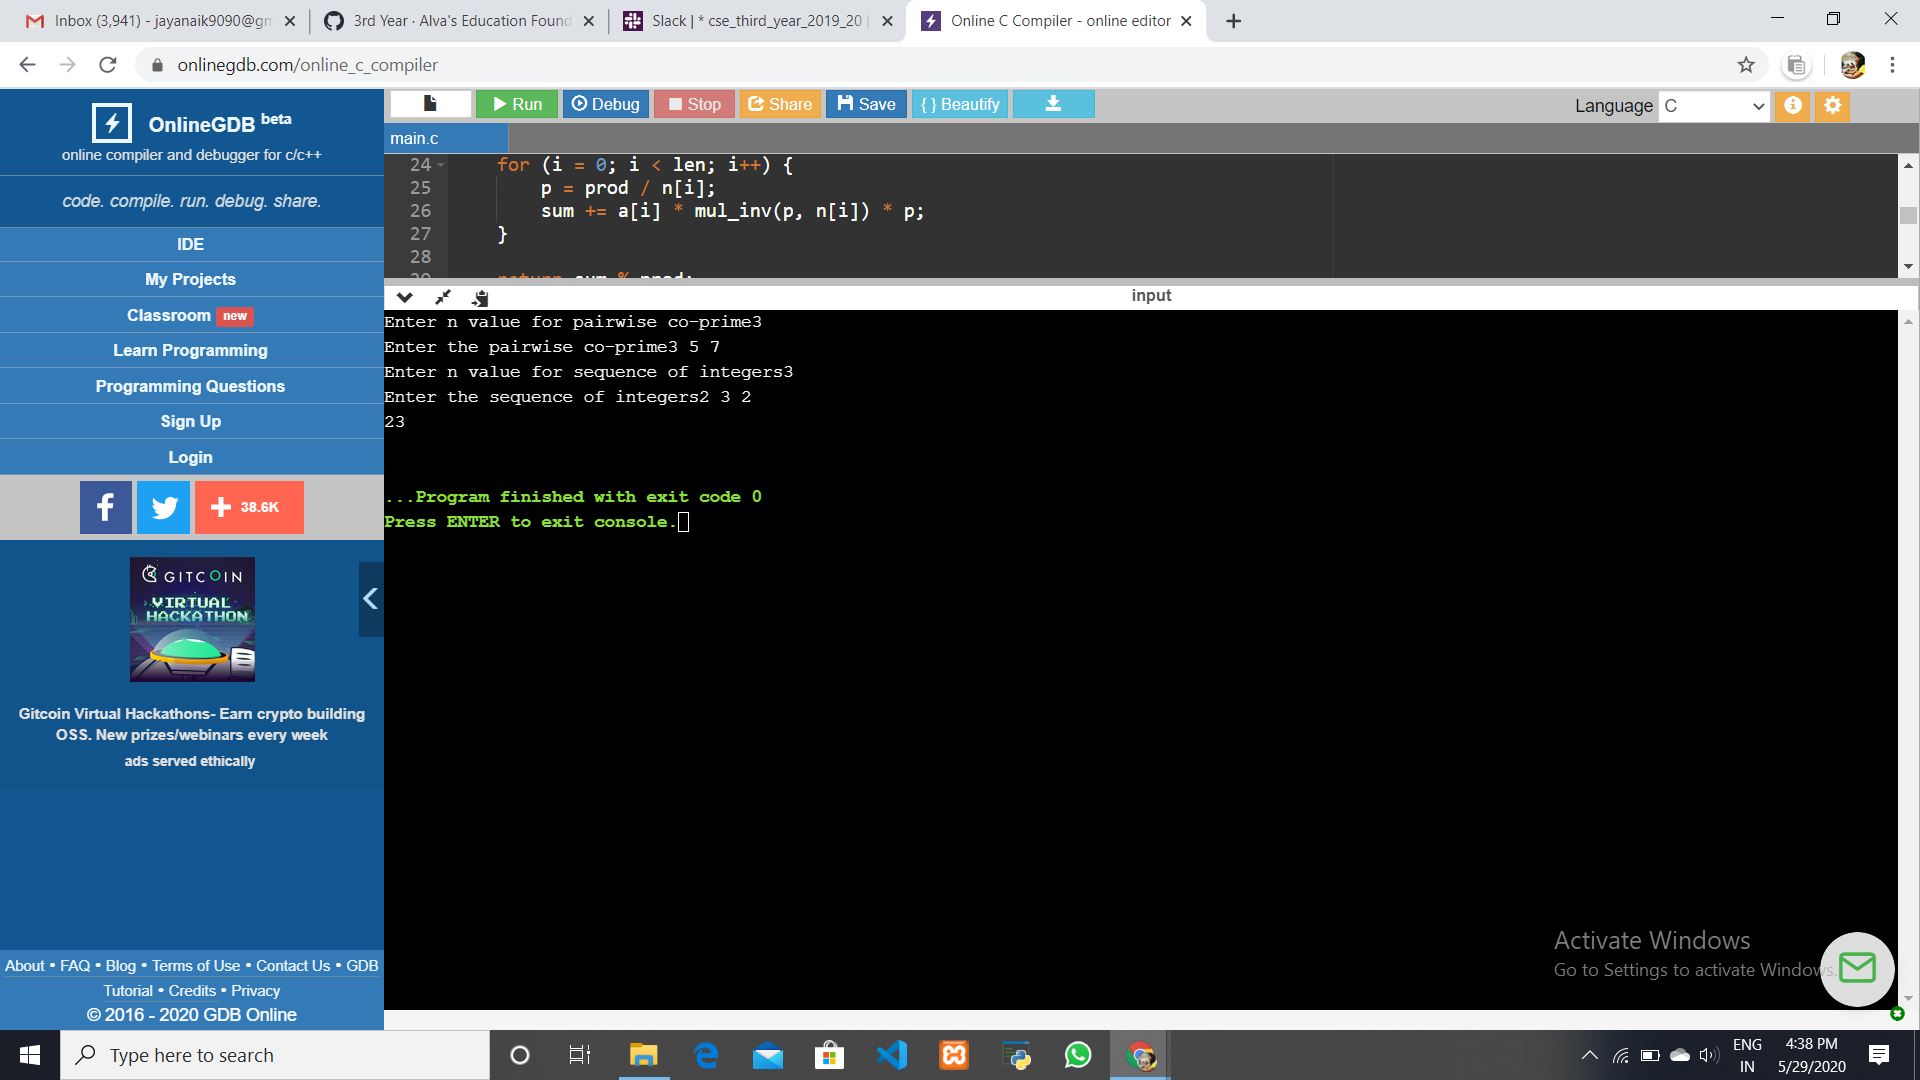 Inbox (3,941) - jayanaik9090@gm
3rd Year · Alva's Education Found
Slack | * cse_third_year_2019_20 |
Online C Compiler - online editor
onlinegdb.com/online_c_compiler
OnlineGDB beta
online compiler and debugger for c/c++
code. compile. run. debug. share.
IDE
My Projects
Classroom new
Learn Programming
Programming Questions
Sign Up
Login
38.6K
GITCOIN
VIRTUAL
HACKATHON
Gitcoin Virtual Hackathons- Earn crypto building
OSS. New prizes/webinars every week
ads served ethically
About • FAQ • Blog • Terms of Use • Contact Us • GDB
Tutorial • Credits • Privacy
© 2016 - 2020 GDB Online
Run Debug Stop Share Save { } Beautify
Language C
main.c
24 for (i = 0; i < len; i++) {
25 p = prod / n[i];
26 sum += a[i] * mul_inv(p, n[i]) * p;
27 }
28
29 return sum % prod;
input
Enter n value for pairwise co-prime3
Enter the pairwise co-prime3 5 7
Enter n value for sequence of integers3
Enter the sequence of integers2 3 2
23
...Program finished with exit code 0
Press ENTER to exit console.
Activate Windows
Go to Settings to activate Windows.
Type here to search
ENG
IN
4:38 PM
5/29/2020